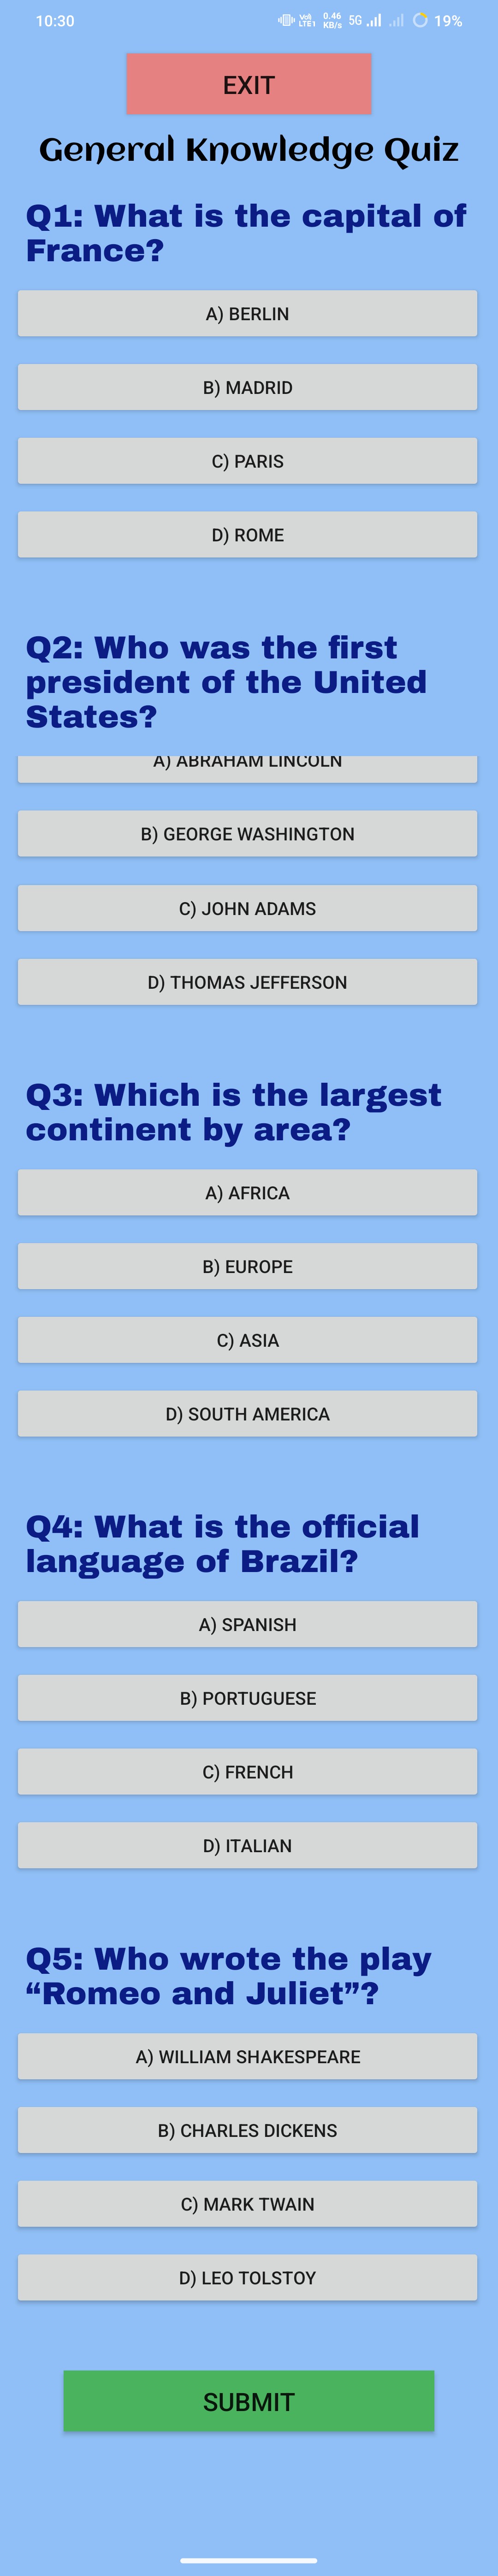 10:30
Vo5 LTE1 0.46 KB/s 5G 19%
EXIT
General Knowledge Quiz
Q1: What is the capital of
France?
A) BERLIN
B) MADRID
C) PARIS
D) ROME
Q2: Who was the first
president of the United
States?
A) ABRAHAM LINCOLN
B) GEORGE WASHINGTON
C) JOHN ADAMS
D) THOMAS JEFFERSON
Q3: Which is the largest
continent by area?
A) AFRICA
B) EUROPE
C) ASIA
D) SOUTH AMERICA
Q4: What is the official
language of Brazil?
A) SPANISH
B) PORTUGUESE
C) FRENCH
D) ITALIAN
Q5: Who wrote the play
“Romeo and Juliet”?
A) WILLIAM SHAKESPEARE
B) CHARLES DICKENS
C) MARK TWAIN
D) LEO TOLSTOY
SUBMIT